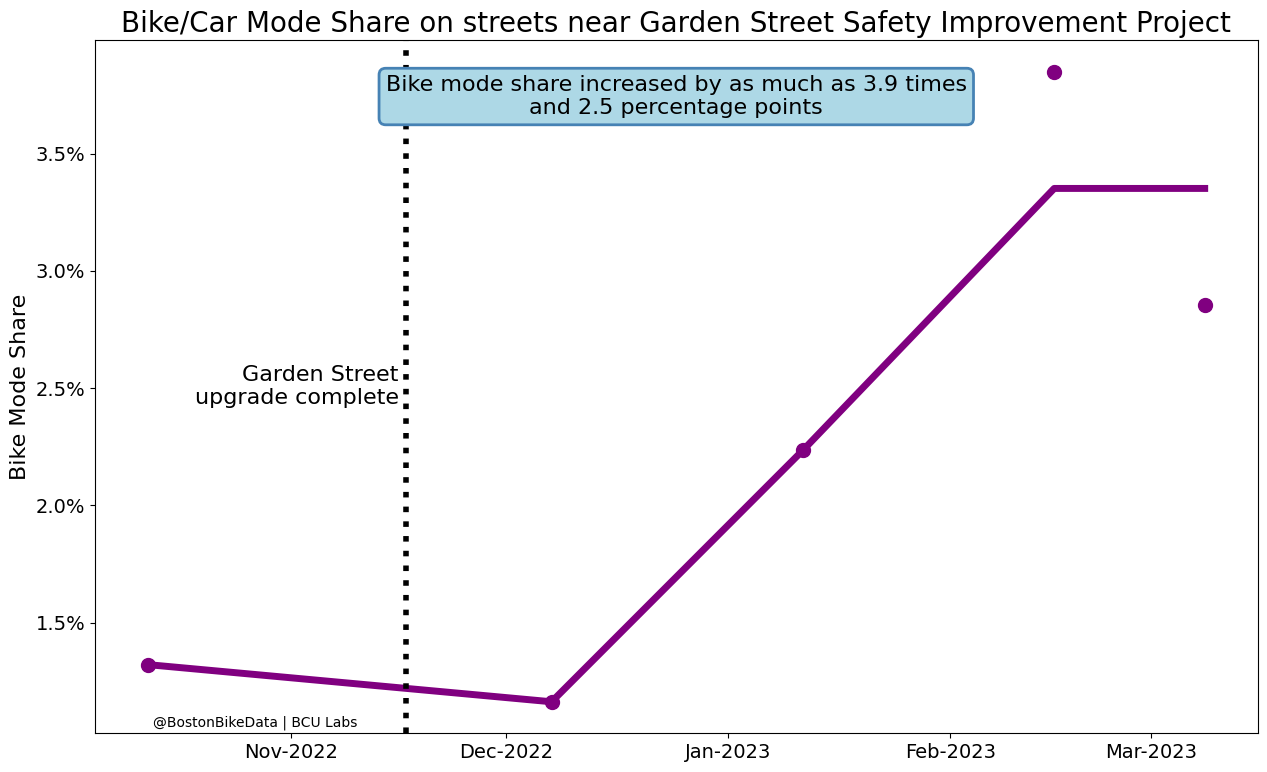 Bike/Car Mode Share on streets near Garden Street Safety Improvement Project
Bike mode share increased by as much as 3.9 times
and 2.5 percentage points
3.5%
3.0%
2.5%
2.0%
1.5%
Bike Mode Share
Garden Street
upgrade complete
@BostonBikeData | BCU Labs
Nov-2022
Dec-2022
Jan-2023
Feb-2023
Mar-2023